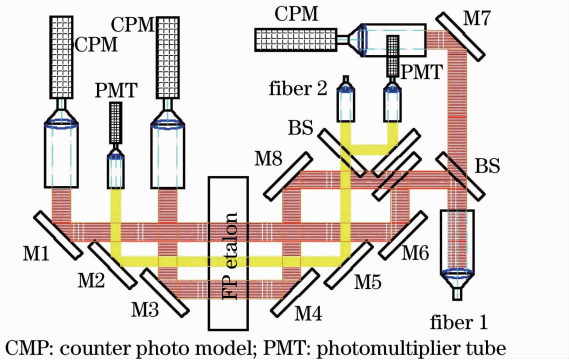 CPM
M7
CPM
CPM
PMT
PMT
fiber 2
BS
M8
BS
M1
M2
M3
FP etalon
M4
M5
M6
fiber 1
CMP: counter photo model; PMT: photomultiplier tube